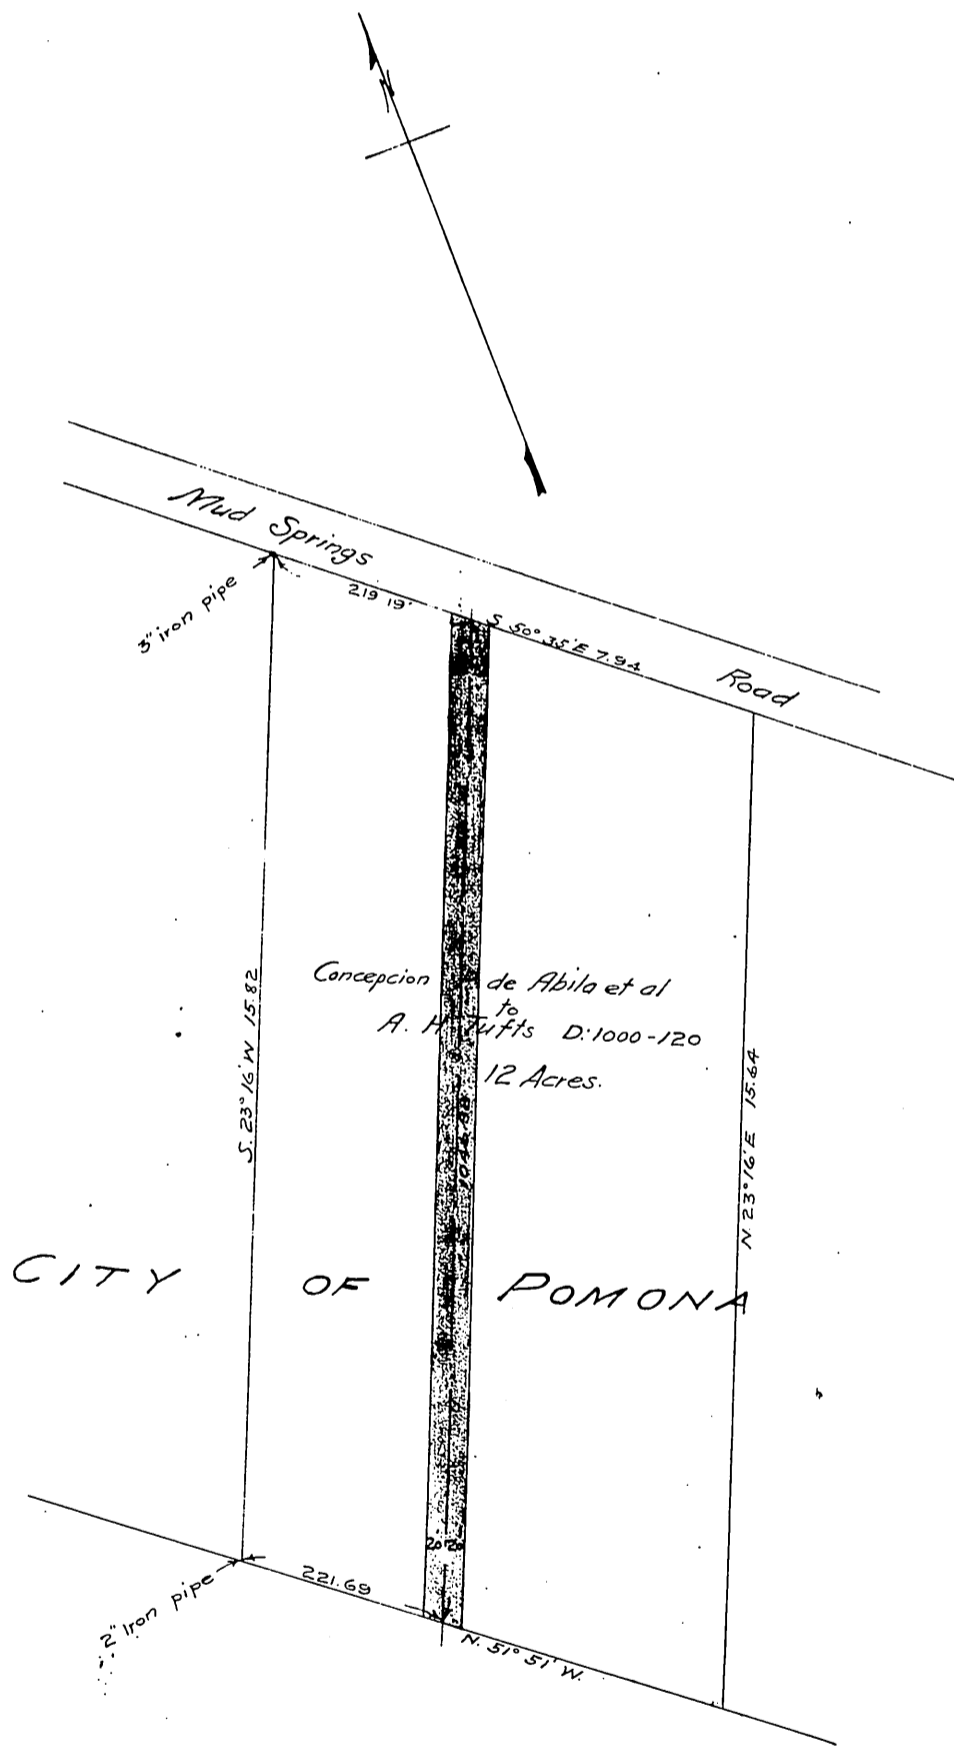 N
Mud Springs
Road
3" iron pipe
219 19'
S 50° 35' E 7.94
S. 23° 16' W 15.82
Concepcion de Abila et al
to
A. H. Tufts D:1000-120
12 Acres.
1046.88
N. 23° 16' E 15.64
CITY OF POMONA
20' 20'
221.69
2" Iron pipe
N. 51° 51' W.